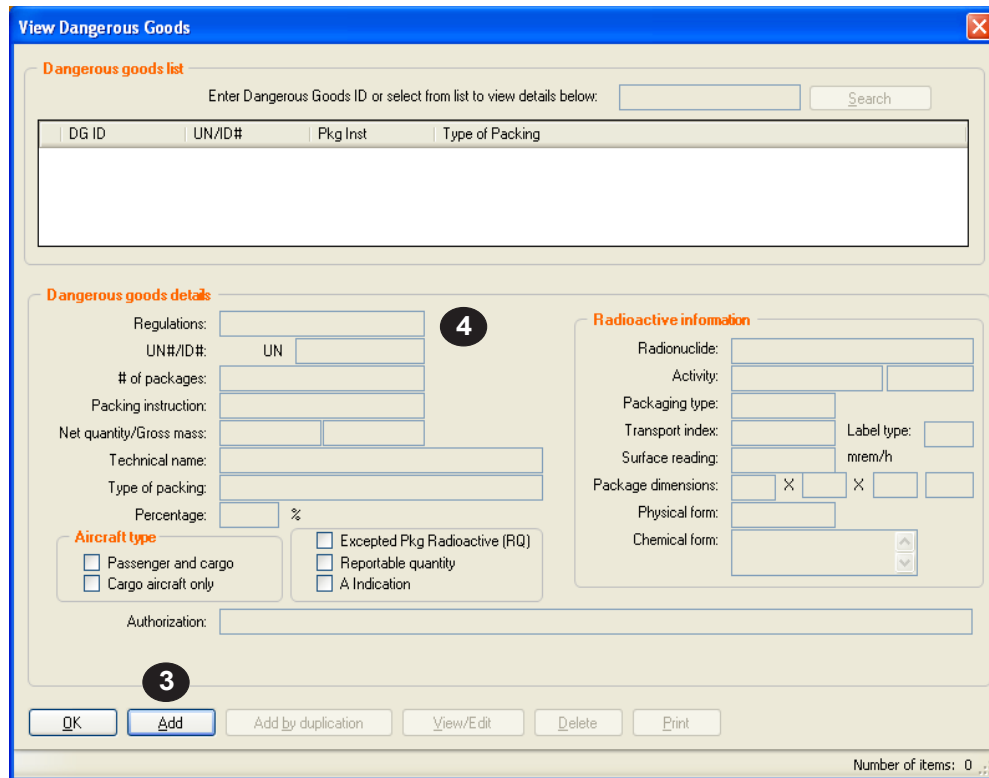 View Dangerous Goods
Dangerous goods list
Enter Dangerous Goods ID or select from list to view details below:
Search
DG ID UN/ID# Pkg Inst Type of Packing
Dangerous goods details
Regulations:
4
UN#/ID#: UN
# of packages:
Packing instruction:
Net quantity/Gross mass:
Technical name:
Type of packing:
Percentage: %
Aircraft type
Passenger and cargo
Cargo aircraft only
Excepted Pkg Radioactive (RQ)
Reportable quantity
A Indication
Radioactive information
Radionuclide:
Activity:
Packaging type:
Transport index: Label type:
Surface reading: mrem/h
Package dimensions: X X
Physical form:
Chemical form:
Authorization:
3
OK Add Add by duplication View/Edit Delete Print
Number of items: 0